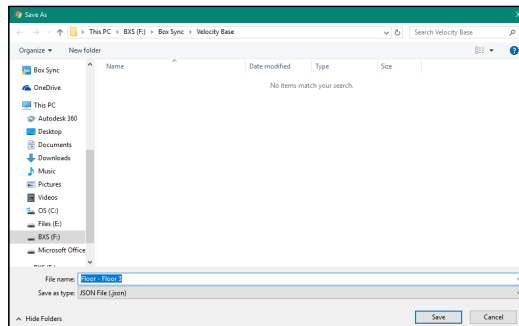 Save As
This PC > BXS (F:) > Box Sync > Velocity Base
Search Velocity Base
Organize
New folder
Name
Date modified
Type
Size
No items match your search.
Box Sync
OneDrive
This PC
Autodesk 360
Desktop
Documents
Downloads
Music
Pictures
Videos
OS (C:)
Files (E:)
BXS (F:)
Microsoft Office
File name: Floor - Floor 3
Save as type: JSON File (.json)
Hide Folders
Save
Cancel